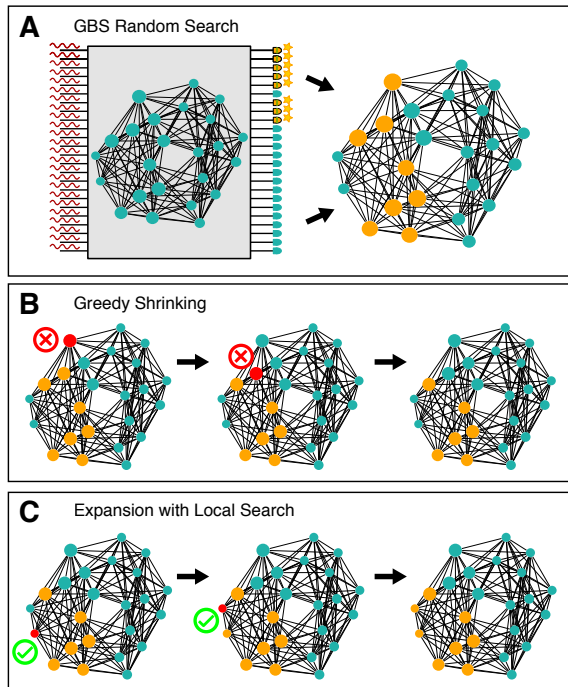 A GBS Random Search
B Greedy Shrinking
C Expansion with Local Search